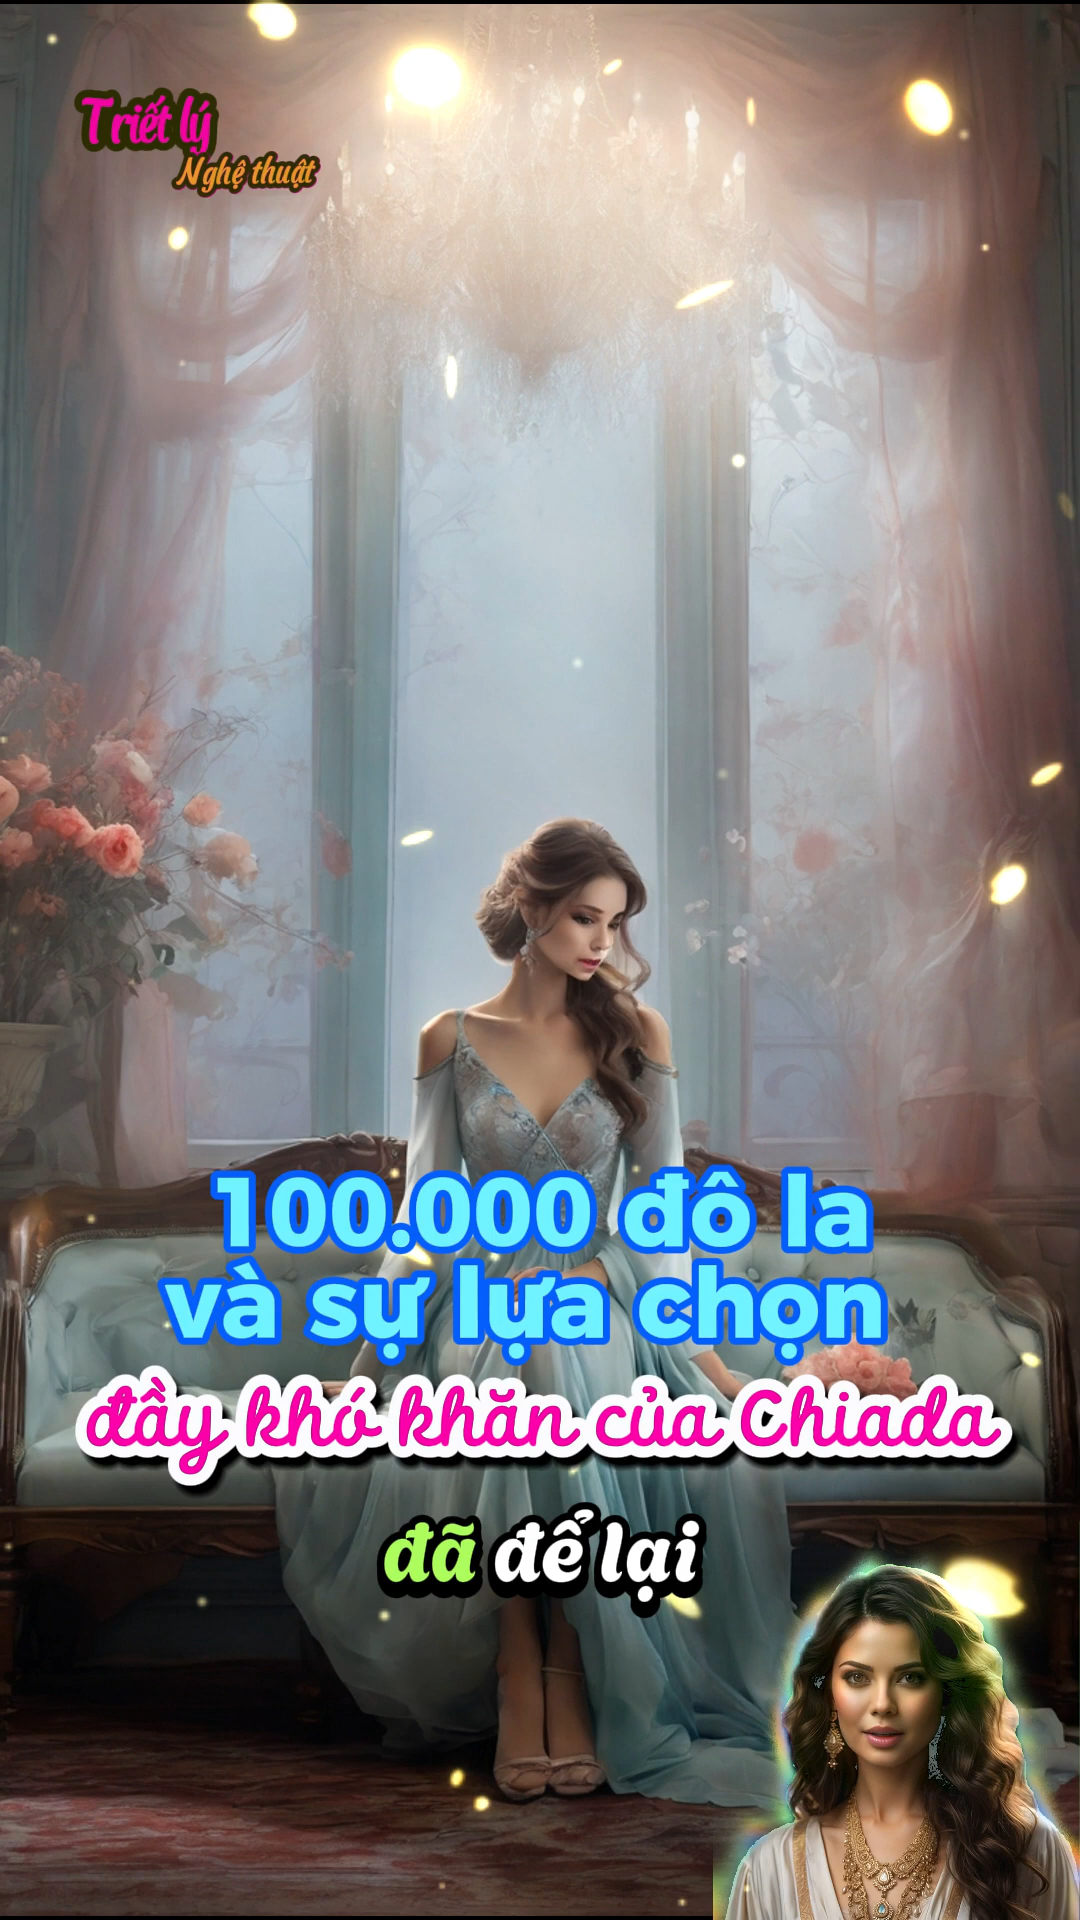 Triết lý
Nghệ thuật
100.000 đô la
và sự lựa chọn
đầy khó khăn của Chiada
đã để lại